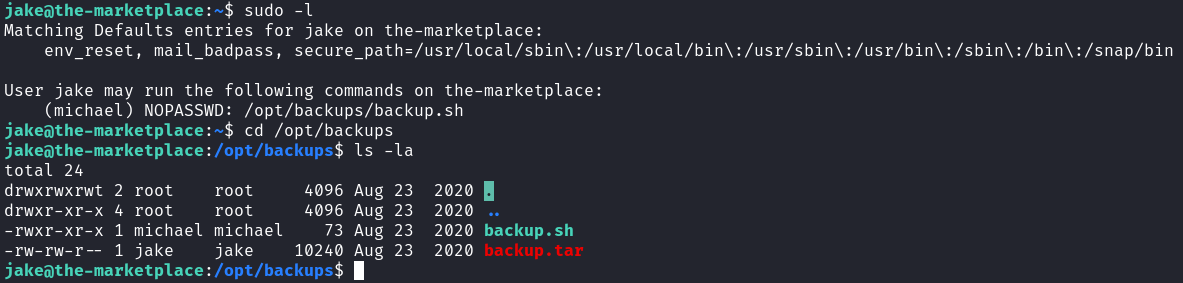 jake@the-marketplace:~$ sudo -l
Matching Defaults entries for jake on the-marketplace:
    env_reset, mail_badpass, secure_path=/usr/local/sbin\:/usr/local/bin\:/usr/sbin\:/usr/bin\:/sbin\:/bin\:/snap/bin

User jake may run the following commands on the-marketplace:
    (michael) NOPASSWD: /opt/backups/backup.sh
jake@the-marketplace:~$ cd /opt/backups
jake@the-marketplace:/opt/backups$ ls -la
total 24
drwxrwxrwt 2 root    root     4096 Aug 23  2020 .
drwxr-xr-x 4 root    root     4096 Aug 23  2020 ..
-rwxr-xr-x 1 michael michael    73 Aug 23  2020 backup.sh
-rw-rw-r-- 1 jake    jake    10240 Aug 23  2020 backup.tar
jake@the-marketplace:/opt/backups$